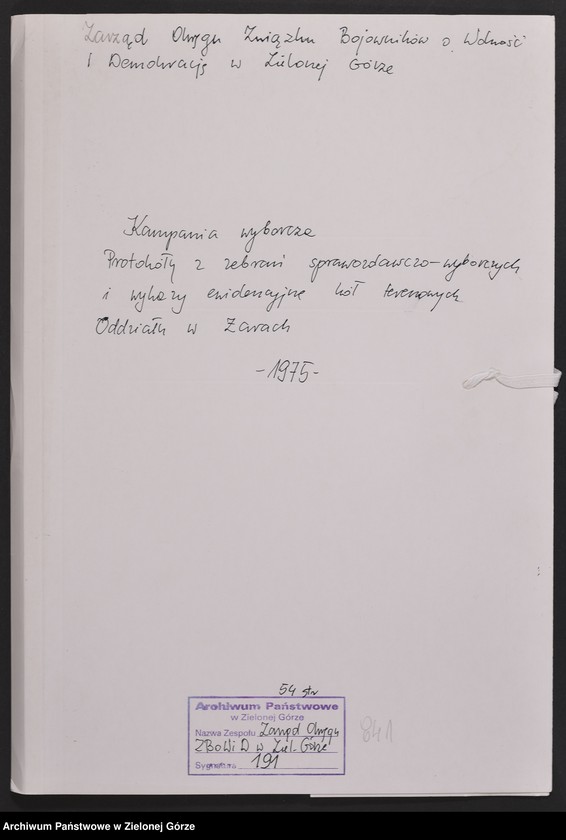 Zarząd Okręgu Związku Bojowników o Wolność
i Demokrację w Zielonej Górze
Kampania wyborcza
Protokóły z zebrań sprawozdawczo-wyborczych
i wykazy ewidencyjne kół terenowych
Oddziału w Żarach
-1975-
54 str
Archiwum Państwowe
w Zielonej Górze
Nazwa Zespołu Zarząd Okręgu
ZBoWiD w Ziel. Górze
Sygnatura 191
841
Archiwum Państwowe w Zielonej Górze